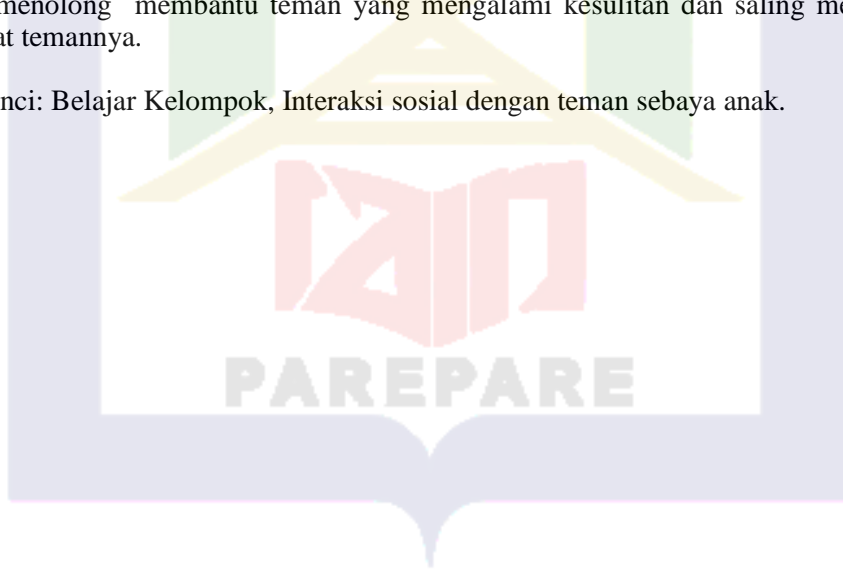 menolong membantu teman yang mengalami kesulitan dan saling me
at temannya.
nci: Belajar Kelompok, Interaksi sosial dengan teman sebaya anak.
PAREPARE